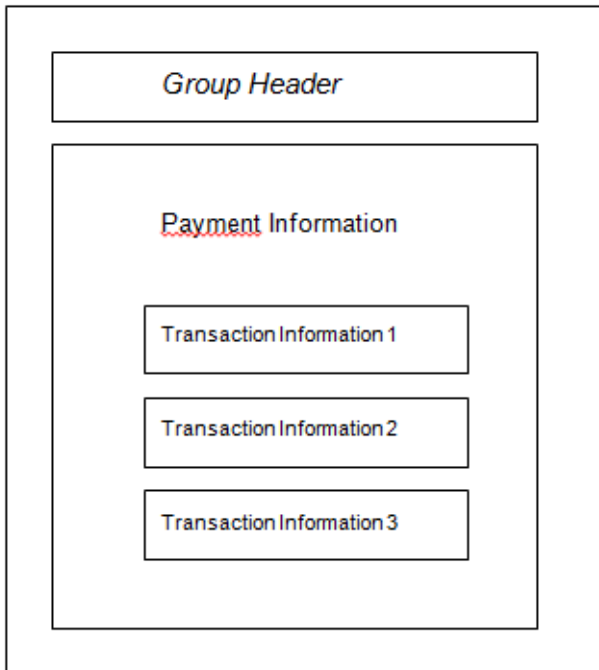 Group Header
Payment Information
Transaction Information 1
Transaction Information 2
Transaction Information 3